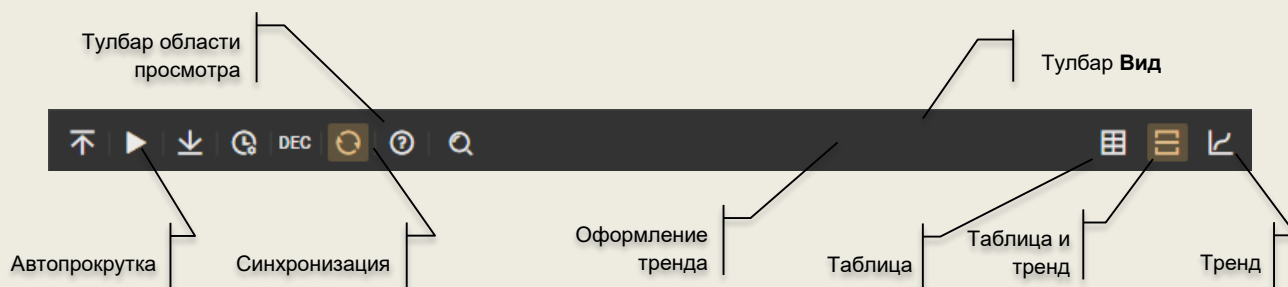 Тулбар области
просмотра
Тулбар Вид
DEC
Автопрокрутка
Синхронизация
Оформление
тренда
Таблица
Таблица и
тренд
Тренд